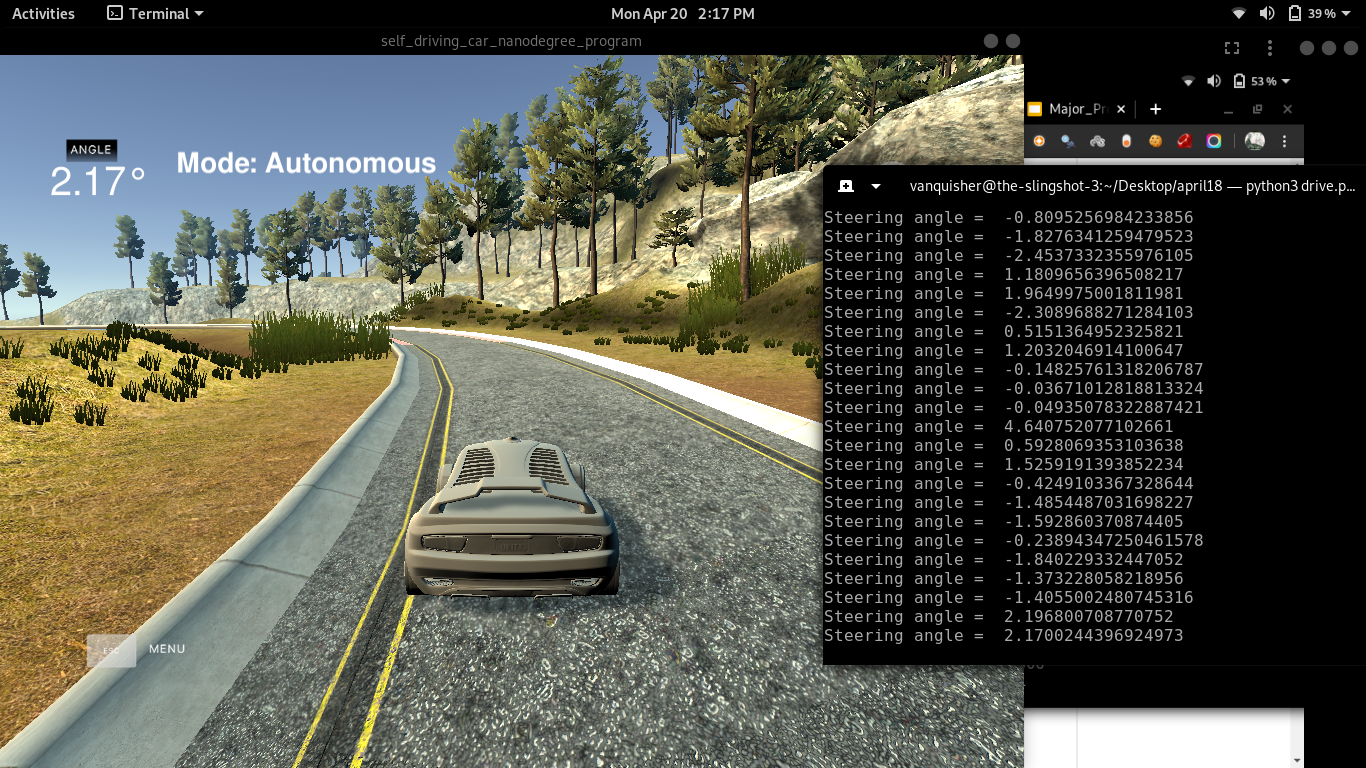 Activities Terminal Mon Apr 20 2:17 PM 39 %
self_driving_car_nanodegree_program
53 %
ANGLE
2.17°
Mode: Autonomous
Major_Pr
vanquisher@the-slingshot-3:~/Desktop/april18 — python3 drive.p…
Steering angle =  -0.8095256984233856
Steering angle =  -1.8276341259479523
Steering angle =  -2.4537332355976105
Steering angle =  1.1809656396508217
Steering angle =  1.9649975001811981
Steering angle =  -2.3089688271284103
Steering angle =  0.5151364952325821
Steering angle =  1.2032046914100647
Steering angle =  -0.14825761318206787
Steering angle =  -0.03671012818813324
Steering angle =  -0.04935078322887421
Steering angle =  4.640752077102661
Steering angle =  0.5928069353103638
Steering angle =  1.5259191393852234
Steering angle =  -0.4249103367328644
Steering angle =  -1.4854487031698227
Steering angle =  -1.592860370874405
Steering angle =  -0.23894347250461578
Steering angle =  -1.840229332447052
Steering angle =  -1.373228058218956
Steering angle =  -1.4055002480745316
Steering angle =  2.196800708770752
Steering angle =  2.1700244396924973
ESC MENU